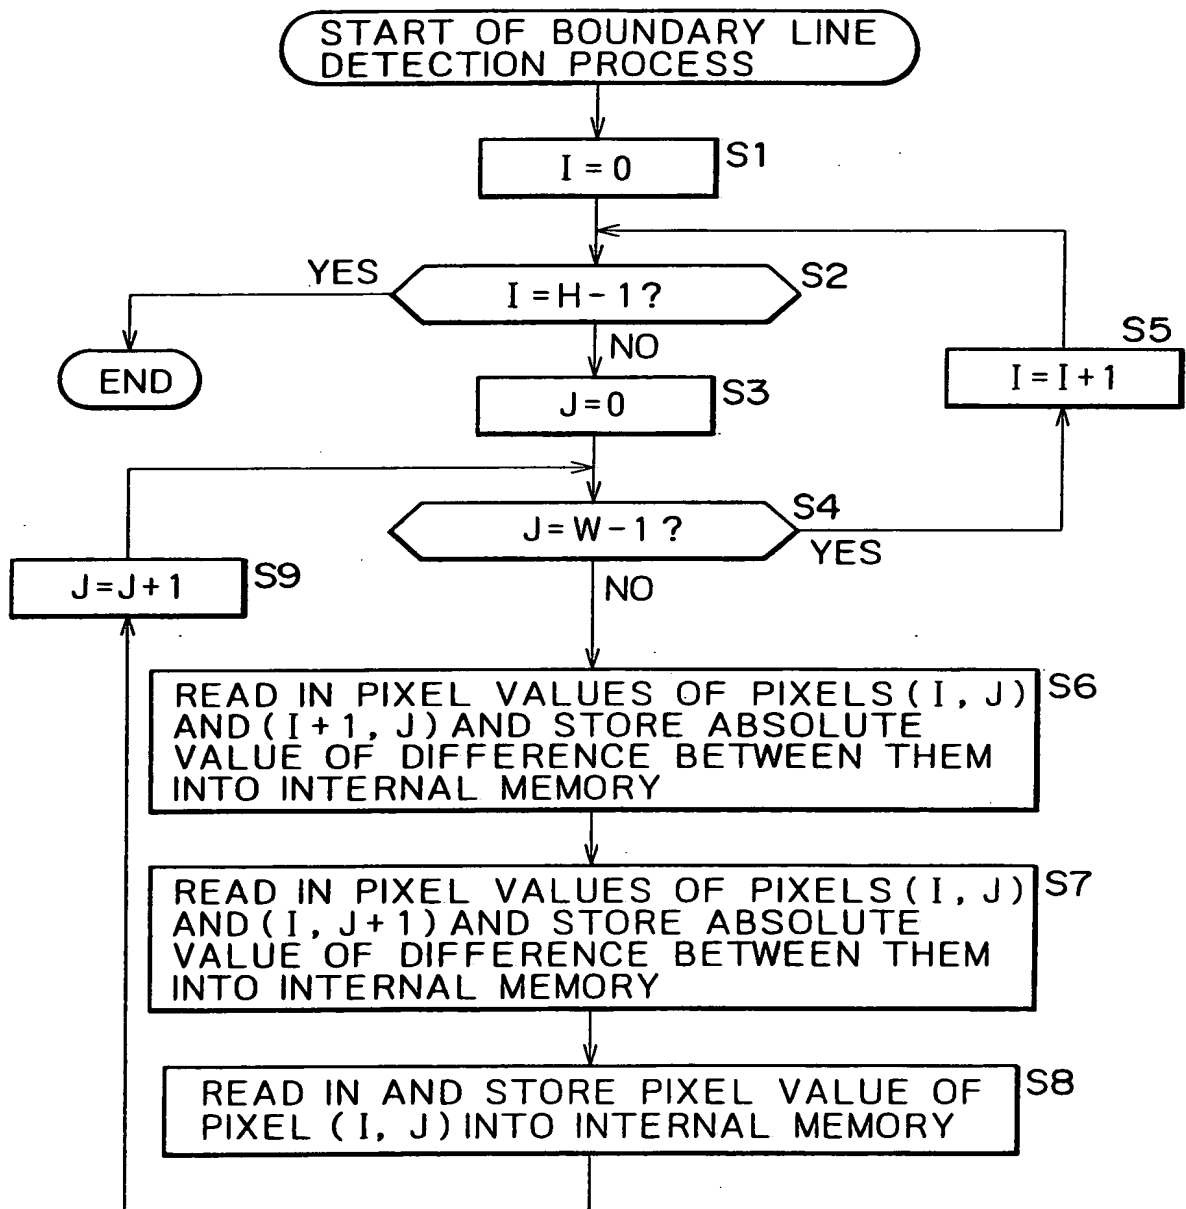 START OF BOUNDARY LINE
DETECTION PROCESS
I = 0
S1
YES
I = H - 1 ?
S2
NO
END
S5
I = I + 1
J = 0
S3
J = W - 1 ?
S4
YES
J = J + 1
S9
NO
READ IN PIXEL VALUES OF PIXELS (I, J)
AND (I + 1, J) AND STORE ABSOLUTE
VALUE OF DIFFERENCE BETWEEN THEM
INTO INTERNAL MEMORY
S6
READ IN PIXEL VALUES OF PIXELS (I, J)
AND (I, J + 1) AND STORE ABSOLUTE
VALUE OF DIFFERENCE BETWEEN THEM
INTO INTERNAL MEMORY
S7
READ IN AND STORE PIXEL VALUE OF
PIXEL (I, J) INTO INTERNAL MEMORY
S8